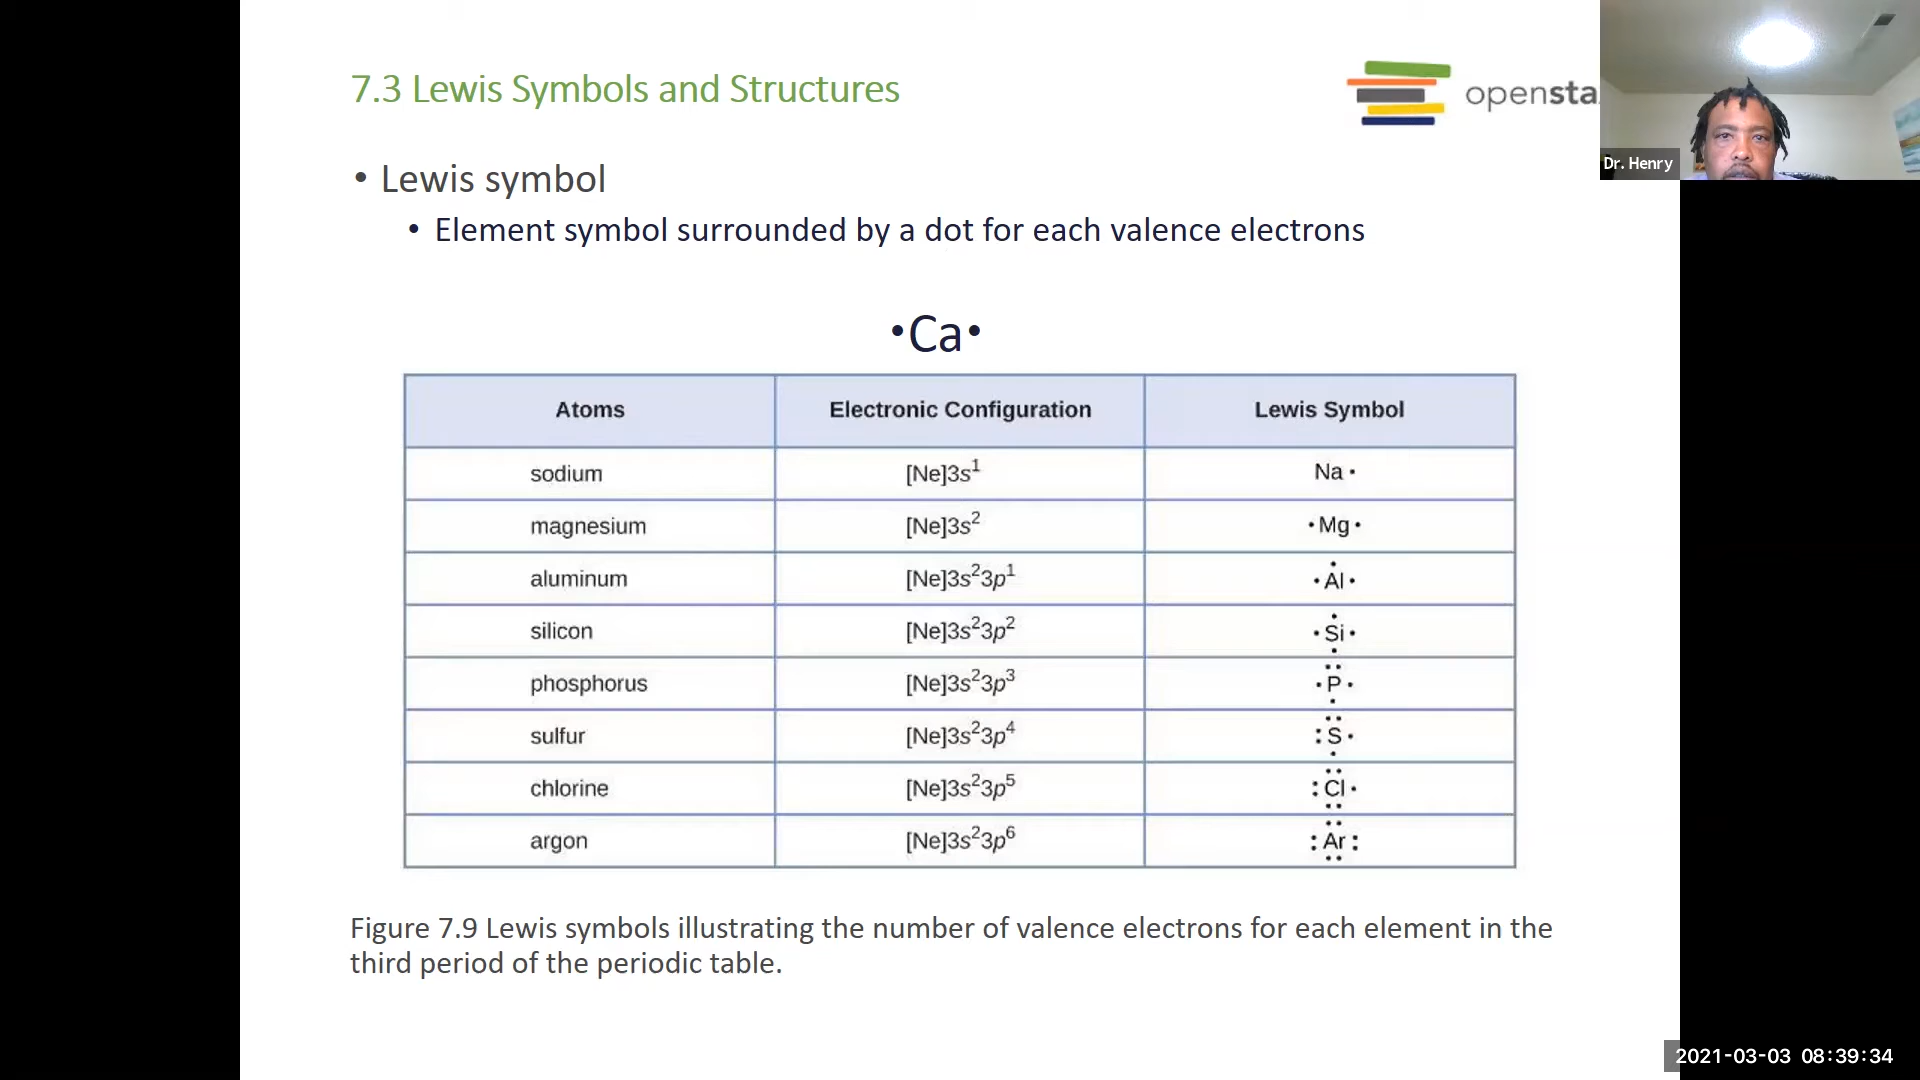 7.3 Lewis Symbols and Structures
opensta
Dr. Henry
• Lewis symbol
• Element symbol surrounded by a dot for each valence electrons
•Ca•
Atoms Electronic Configuration Lewis Symbol
sodium [Ne]3s¹ Na·
magnesium [Ne]3s² ·Mg·
aluminum [Ne]3s²3p¹ Al
silicon [Ne]3s²3p² Si
phosphorus [Ne]3s²3p³ P
sulfur [Ne]3s²3p⁴ S
chlorine [Ne]3s²3p⁵ Cl
argon [Ne]3s²3p⁶ Ar
Figure 7.9 Lewis symbols illustrating the number of valence electrons for each element in the
third period of the periodic table.
2021-03-03 08:39:34